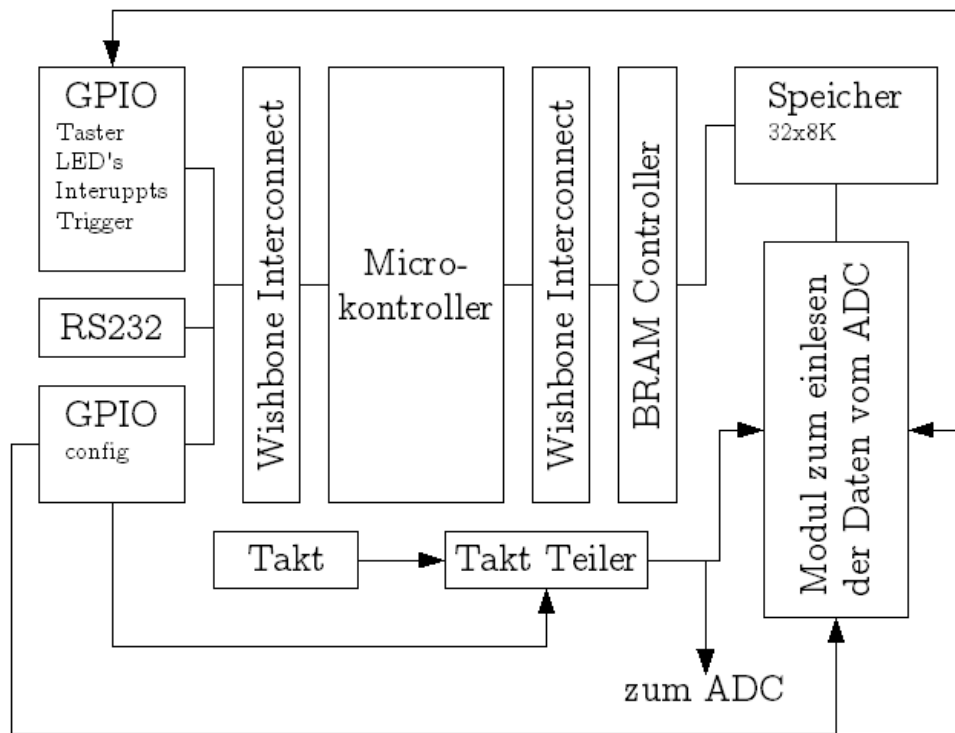 GPIO
Taster
LED's
Interuppts
Trigger
RS232
GPIO
config
Wishbone Interconnect
Micro-
kontroller
Wishbone Interconnect
BRAM Controller
Speicher
32x8K
Modul zum einlesen
der Daten vom ADC
Takt
Takt Teiler
zum ADC